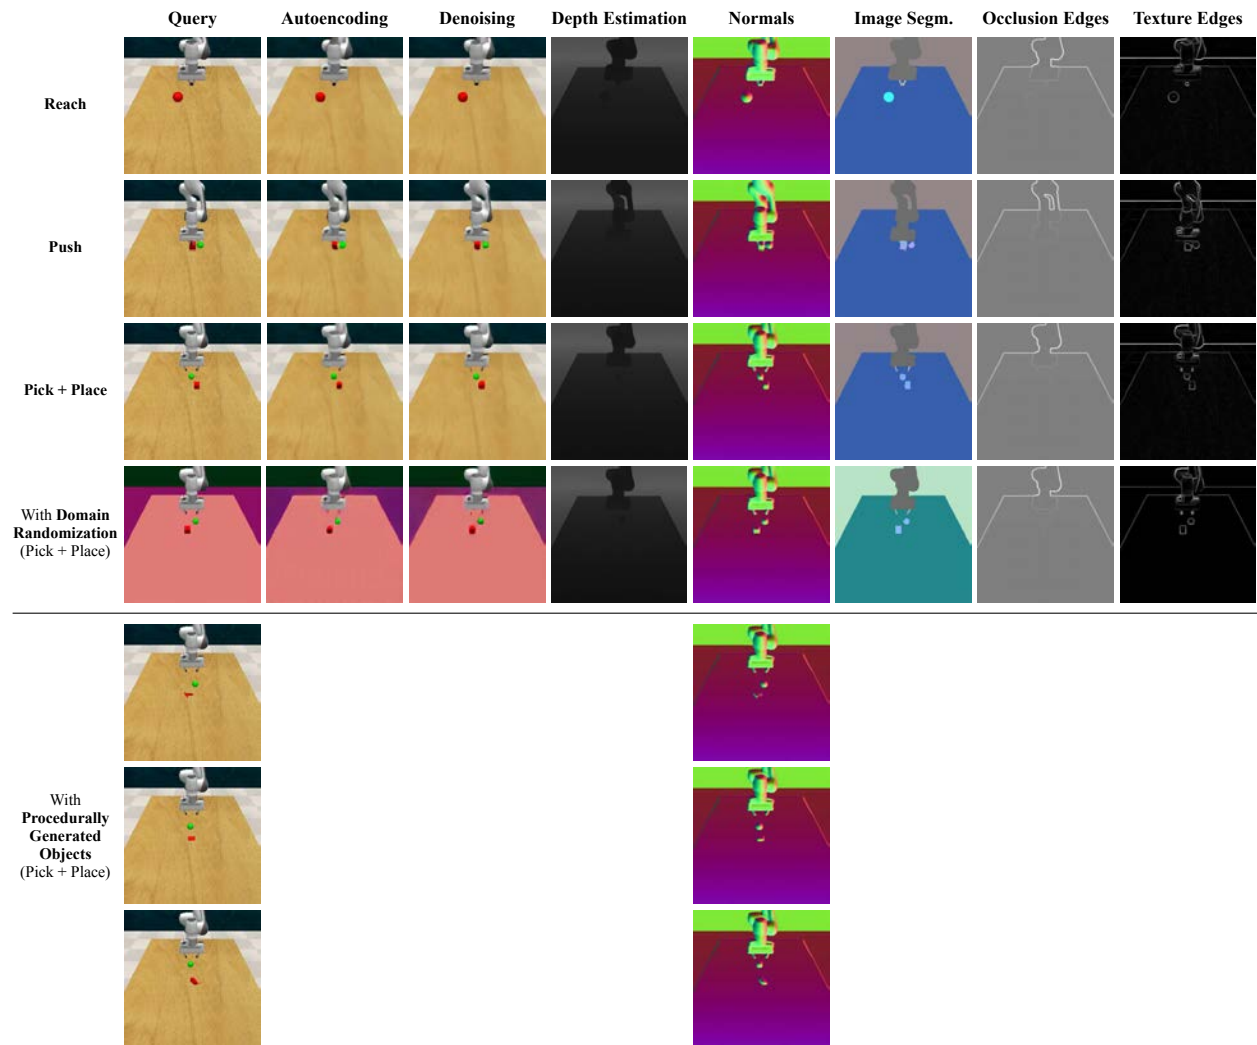 Query Autoencoding Denoising Depth Estimation Normals Image Segm. Occlusion Edges Texture Edges
Reach
Push
Pick + Place
With Domain
Randomization
(Pick + Place)
With
Procedurally
Generated
Objects
(Pick + Place)